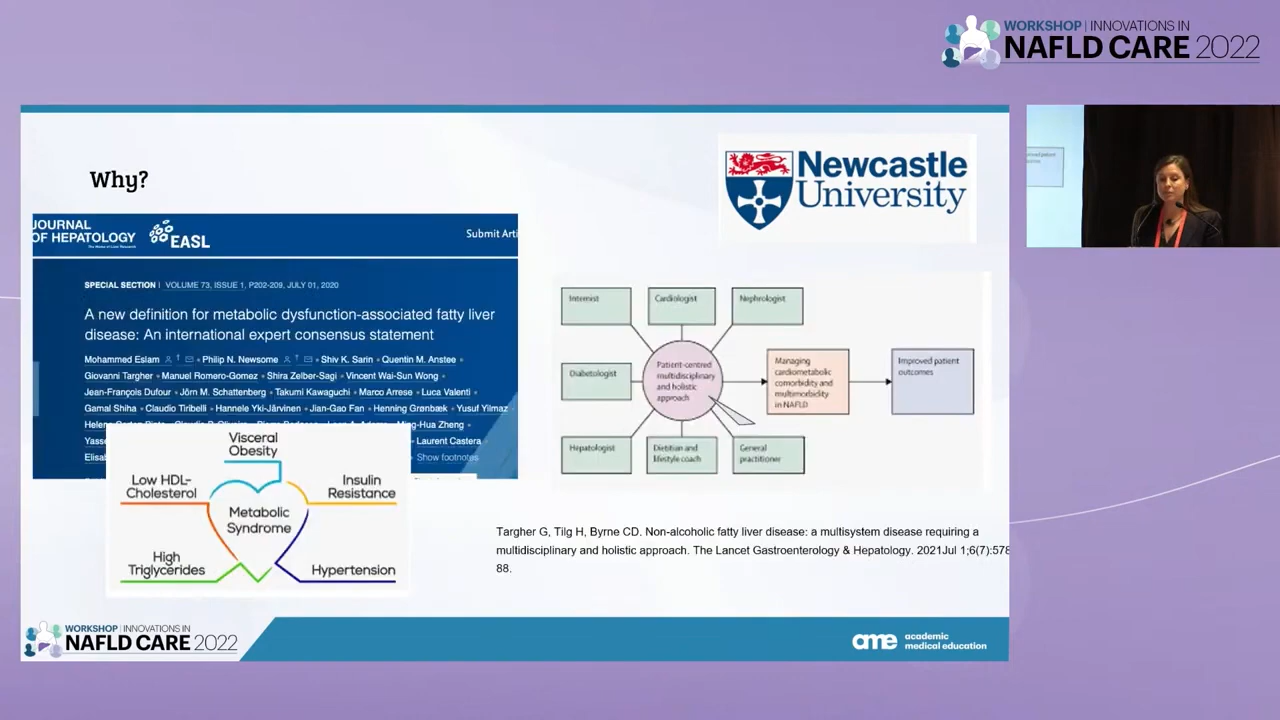 WORKSHOP | INNOVATIONS IN
NAFLD CARE 2022
Why?
Newcastle
University
JOURNAL
OF HEPATOLOGY
EASL
Submit Arti
SPECIAL SECTION | VOLUME 73, ISSUE 1, P202-209, JULY 01, 2020
A new definition for metabolic dysfunction-associated fatty liver
disease: An international expert consensus statement
Mohammed Eslam • Philip N. Newsome • Shiv K. Sarin • Quentin M. Anstee •
Giovanni Targher • Manuel Romero-Gomez • Shira Zelber-Sagi • Vincent Wai-Sun Wong •
Jean-François Dufour • Jörn M. Schattenberg • Takumi Kawaguchi • Marco Arrese • Luca Valenti •
Gamal Shiha • Claudio Tiribelli • Hannele Yki-Järvinen • Jian-Gao Fan • Henning Grønbæk • Yusuf Yilmaz •
Ming-Hua Zheng •
Yasse
Laurent Castera
Elisab
Show footnotes
Visceral
Obesity
Low HDL-
Cholesterol
Insulin
Resistance
Metabolic
Syndrome
High
Triglycerides
Hypertension
Internist
Cardiologist
Nephrologist
Diabetologist
Patient-centred
multidisciplinary
and holistic
approach
Managing
cardiometabolic
comorbidity and
multimorbidity
in NAFLD
Improved patient
outcomes
Hepatologist
Dietitian and
lifestyle coach
General
practitioner
Targher G, Tilg H, Byrne CD. Non-alcoholic fatty liver disease: a multisystem disease requiring a
multidisciplinary and holistic approach. The Lancet Gastroenterology & Hepatology. 2021Jul 1;6(7):578
88.
WORKSHOP | INNOVATIONS IN
NAFLD CARE 2022
ame academic
medical education